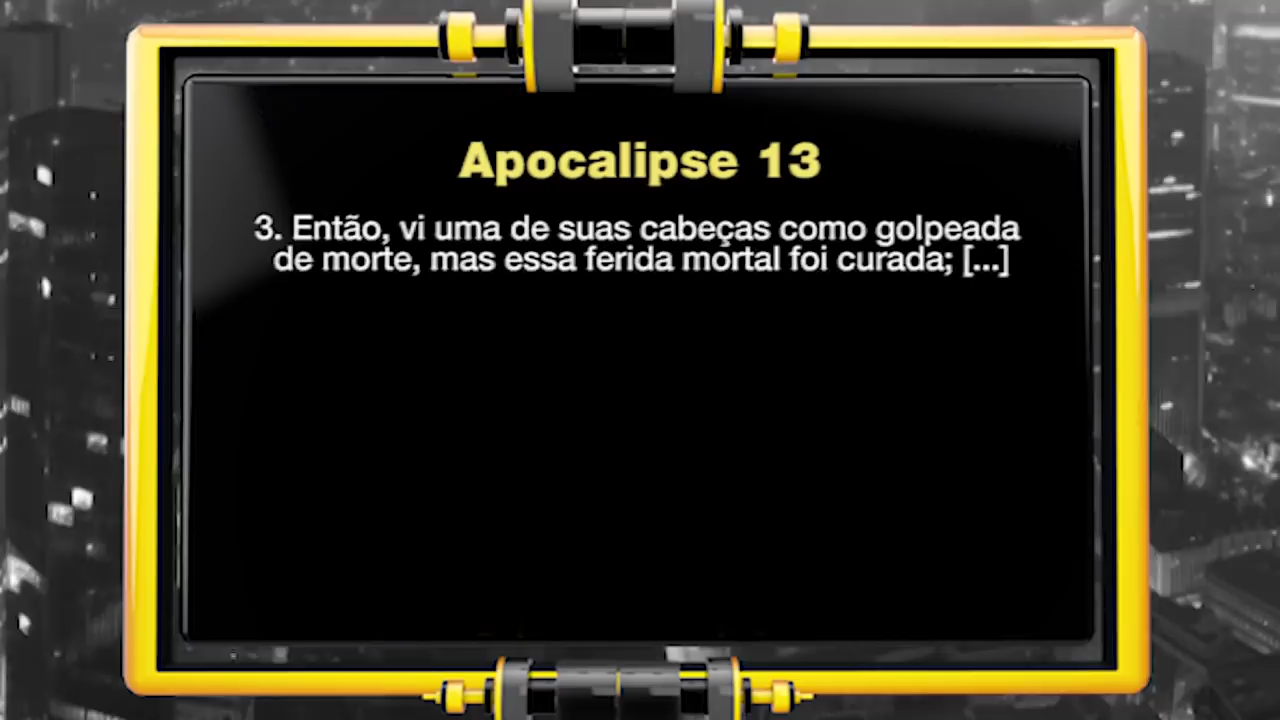 Apocalipse 13
3. Então, vi uma de suas cabeças como golpeada
de morte, mas essa ferida mortal foi curada; [...]